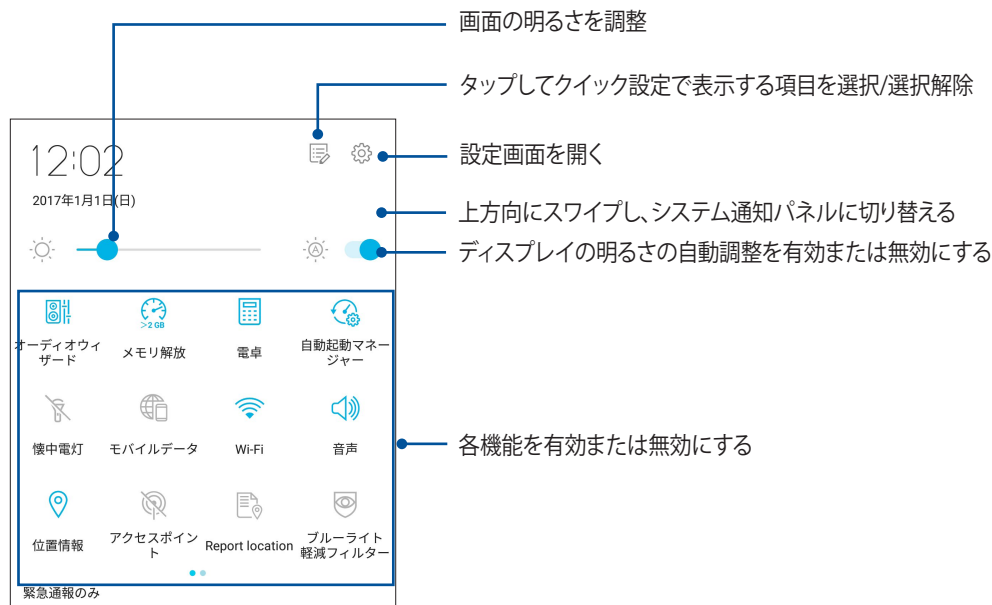 画面の明るさを調整
タップしてクイック設定で表示する項目を選択/選択解除
12:02
設定画面を開く
2017年1月1日(日)
上方向にスワイプし、システム通知パネルに切り替える
A
ディスプレイの明るさの自動調整を有効または無効にする
>2 GB
オーディオウィ
ザード
メモリ解放
電卓
自動起動マネー
ジャー
懐中電灯
モバイルデータ
Wi-Fi
音声
各機能を有効または無効にする
位置情報
アクセスポイン
ト
Report location
ブルーライト
軽減フィルター
緊急通報のみ